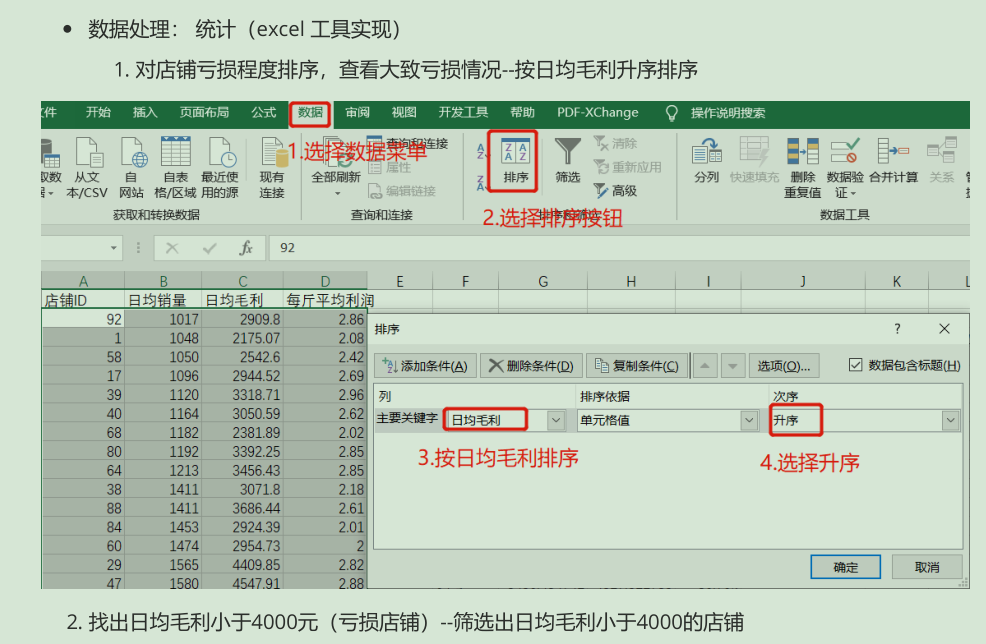 数据处理： 统计（excel 工具实现）
1. 对店铺亏损程度排序，查看大致亏损情况--按日均毛利升序排序
件 开始 插入 页面布局 公式 数据 审阅 视图 开发工具 帮助 PDF-XChange 操作说明搜索
从文 自 自表 最近使 现有 全部刷新 查询和连接 排序 筛选 清除 分列 快速填充 删除 数据验 合并计算 关系
本/CSV 网站 格/区域 用的源 连接 属性 重新应用 重复值 证
编辑链接 高级
1.选择数据菜单
获取和转换数据 查询和连接 数据工具
2.选择排序按钮
fx 92
A B C D E F G H I J K L
店铺ID 日均销量 日均毛利 每斤平均利润
92 1017 2909.8 2.86
1 1048 2175.07 2.08
58 1050 2542.6 2.42
17 1096 2944.52 2.69
39 1120 3318.71 2.96
40 1164 3050.59 2.62
68 1182 2381.89 2.02
80 1192 3392.25 2.85
64 1213 3456.43 2.85
38 1411 3071.8 2.18
88 1411 3686.44 2.61
84 1453 2924.39 2.01
60 1474 2954.73 2
29 1565 4409.85 2.82
47 1580 4547.91 2.88
排序 ?
添加条件(A) 删除条件(D) 复制条件(C) 选项(O)... 数据包含标题(H)
列 排序依据 次序
主要关键字 日均毛利 单元格值 升序
3.按日均毛利排序
4.选择升序
确定 取消
2. 找出日均毛利小于4000元（亏损店铺）--筛选出日均毛利小于4000的店铺